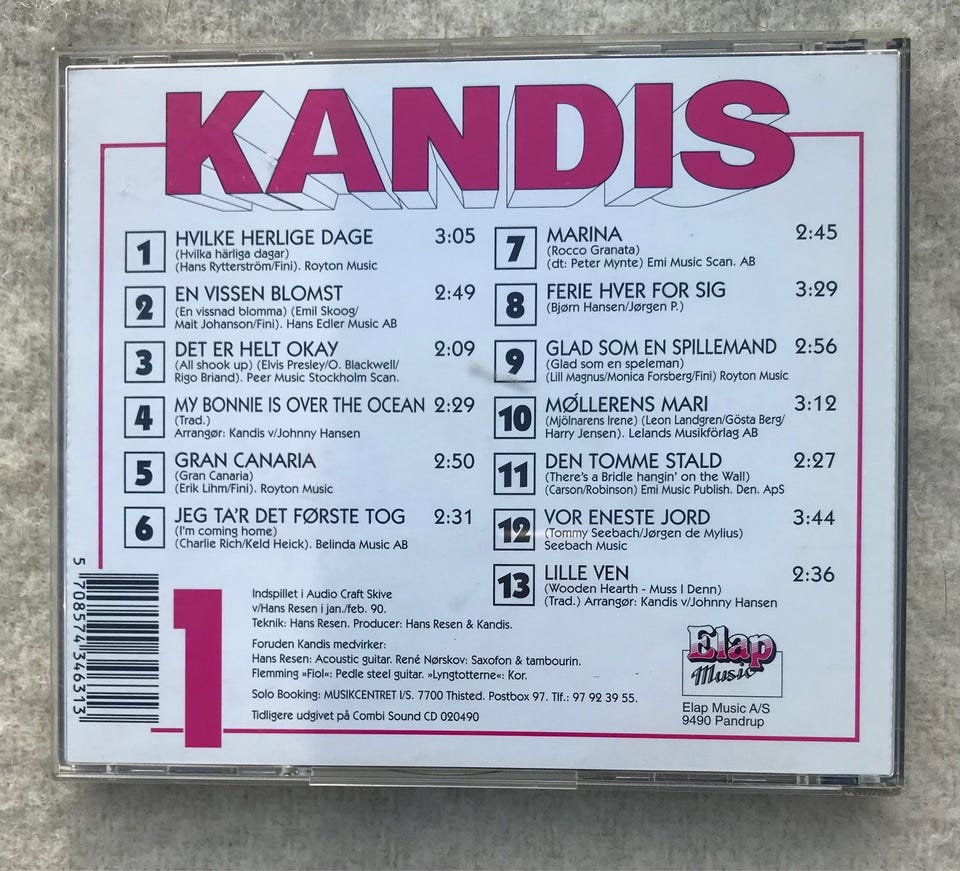 KANDIS
1 HVILKE HERLIGE DAGE 3:05
(Hvilka härliga dagar)
(Hans Rytterström/Fini). Royton Music
2 EN VISSEN BLOMST 2:49
(En vissnad blomma) (Emil Skoog/
Mait Johanson/Fini). Hans Edler Music AB
3 DET ER HELT OKAY 2:09
(All shook up) (Elvis Presley/O. Blackwell/
Rigo Briand). Peer Music Stockholm Scan.
4 MY BONNIE IS OVER THE OCEAN 2:29
(Trad.)
Arrangør: Kandis v/Johnny Hansen
5 GRAN CANARIA 2:50
(Gran Canaria)
(Erik Lihm/Fini). Royton Music
6 JEG TA'R DET FØRSTE TOG 2:31
(I'm coming home)
(Charlie Rich/Keld Heick). Belinda Music AB
7 MARINA 2:45
(Rocco Granata)
(dt: Peter Mynte) Emi Music Scan. AB
8 FERIE HVER FOR SIG 3:29
(Bjørn Hansen/Jørgen P.)
9 GLAD SOM EN SPILLEMAND 2:56
(Glad som en speleman)
(Lill Magnus/Monica Forsberg/Fini) Royton Music
10 MØLLERENS MARI 3:12
(Mjölnarens Irene) (Leon Landgren/Gösta Berg/
Harry Jensen). Lelands Musikförlag AB
11 DEN TOMME STALD 2:27
(There's a Bridle hangin' on the Wall)
(Carson/Robinson) Emi Music Publish. Den. ApS
12 VOR ENESTE JORD 3:44
(Tommy Seebach/Jørgen de Mylius)
Seebach Music
13 LILLE VEN 2:36
(Wooden Hearth - Muss I Denn)
(Trad.) Arrangør: Kandis v/Johnny Hansen
5 708574 346313
1
Indspillet i Audio Craft Skive
v/Hans Resen i jan./feb. 90.
Teknik: Hans Resen. Producer: Hans Resen & Kandis.
Foruden Kandis medvirker:
Hans Resen: Acoustic guitar. René Nørskov: Saxofon & tambourin.
Flemming »Fiol«: Pedle steel guitar. »Lyngtotterne«: Kor.
Solo Booking: MUSIKCENTRET I/S. 7700 Thisted. Postbox 97. Tlf.: 97 92 39 55.
Tidligere udgivet på Combi Sound CD 020490
Elap
Music
Elap Music A/S
9490 Pandrup